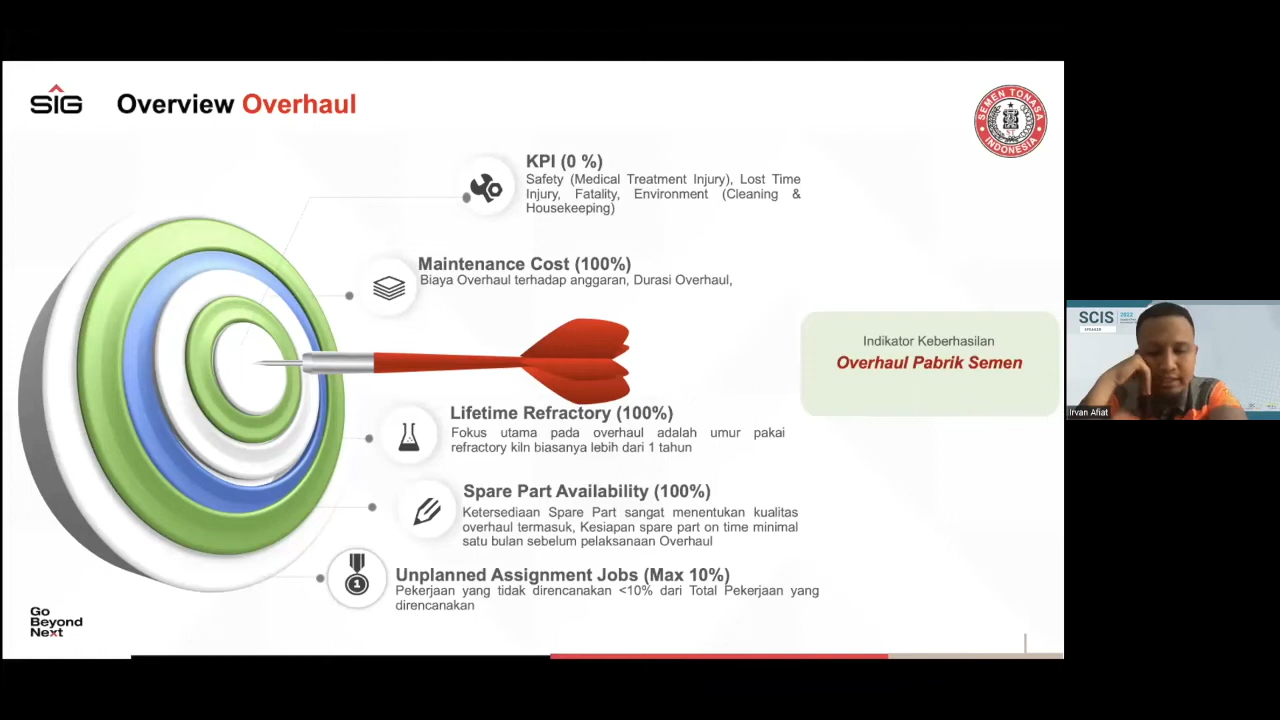 SIG
Overview Overhaul
SEMEN TONASA
INDONESIA
KPI (0 %)
Safety (Medical Treatment Injury), Lost Time
Injury, Fatality, Environment (Cleaning &
Housekeeping)
Maintenance Cost (100%)
Biaya Overhaul terhadap anggaran, Durasi Overhaul,
Indikator Keberhasilan
Overhaul Pabrik Semen
Lifetime Refractory (100%)
Fokus utama pada overhaul adalah umur pakai
refractory kiln biasanya lebih dari 1 tahun
Spare Part Availability (100%)
Ketersediaan Spare Part sangat menentukan kualitas
overhaul termasuk, Kesiapan spare part on time minimal
satu bulan sebelum pelaksanaan Overhaul
1
Unplanned Assignment Jobs (Max 10%)
Pekerjaan yang tidak direncanakan <10% dari Total Pekerjaan yang
direncanakan
Go
Beyond
Next
SCIS
2022
SPEAKER
Irvan Afiat